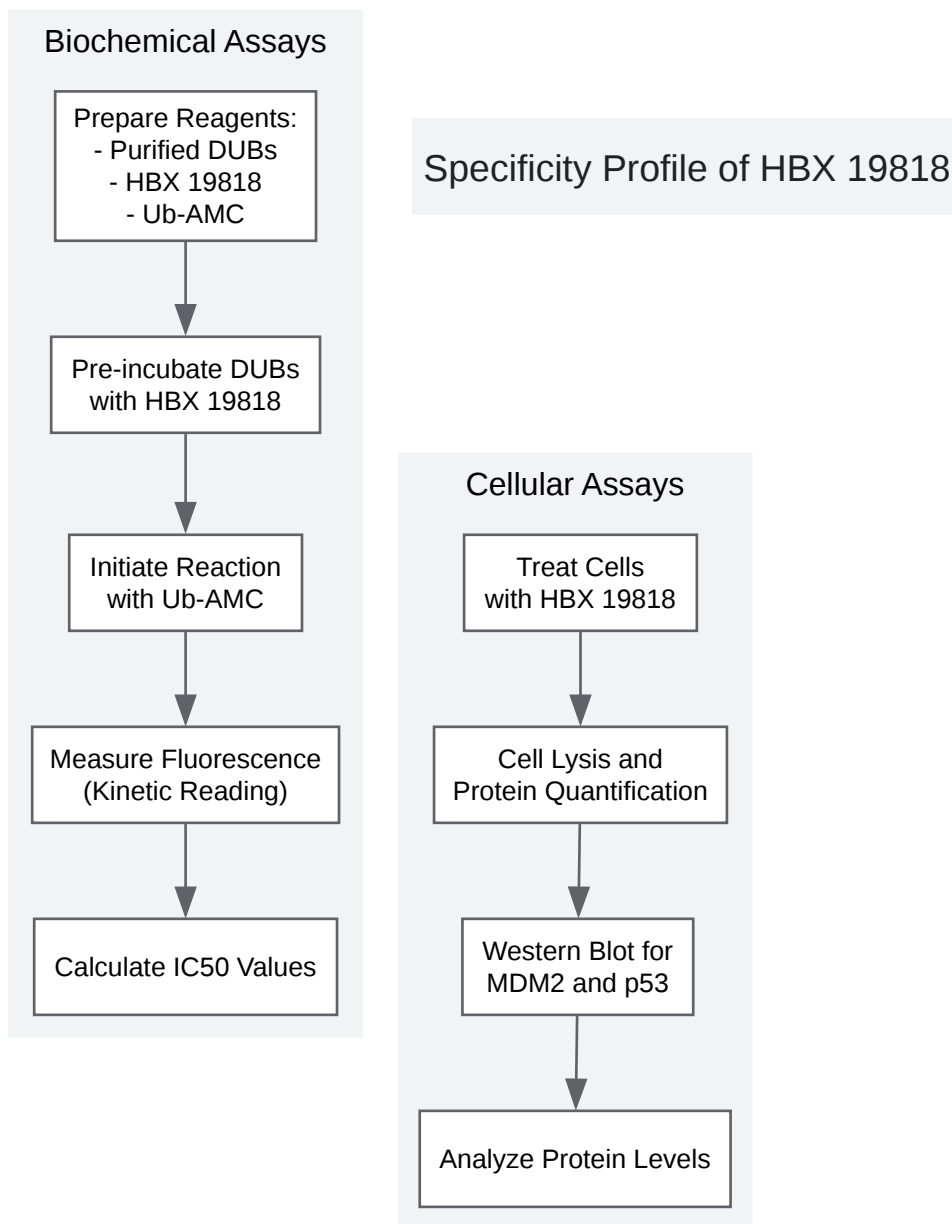 Biochemical Assays
Prepare Reagents:
- Purified DUBs
- HBX 19818
- Ub-AMC
Pre-incubate DUBs
with HBX 19818
Initiate Reaction
with Ub-AMC
Measure Fluorescence
(Kinetic Reading)
Calculate IC50 Values
Specificity Profile of HBX 19818
Cellular Assays
Treat Cells
with HBX 19818
Cell Lysis and
Protein Quantification
Western Blot for
MDM2 and p53
Analyze Protein Levels